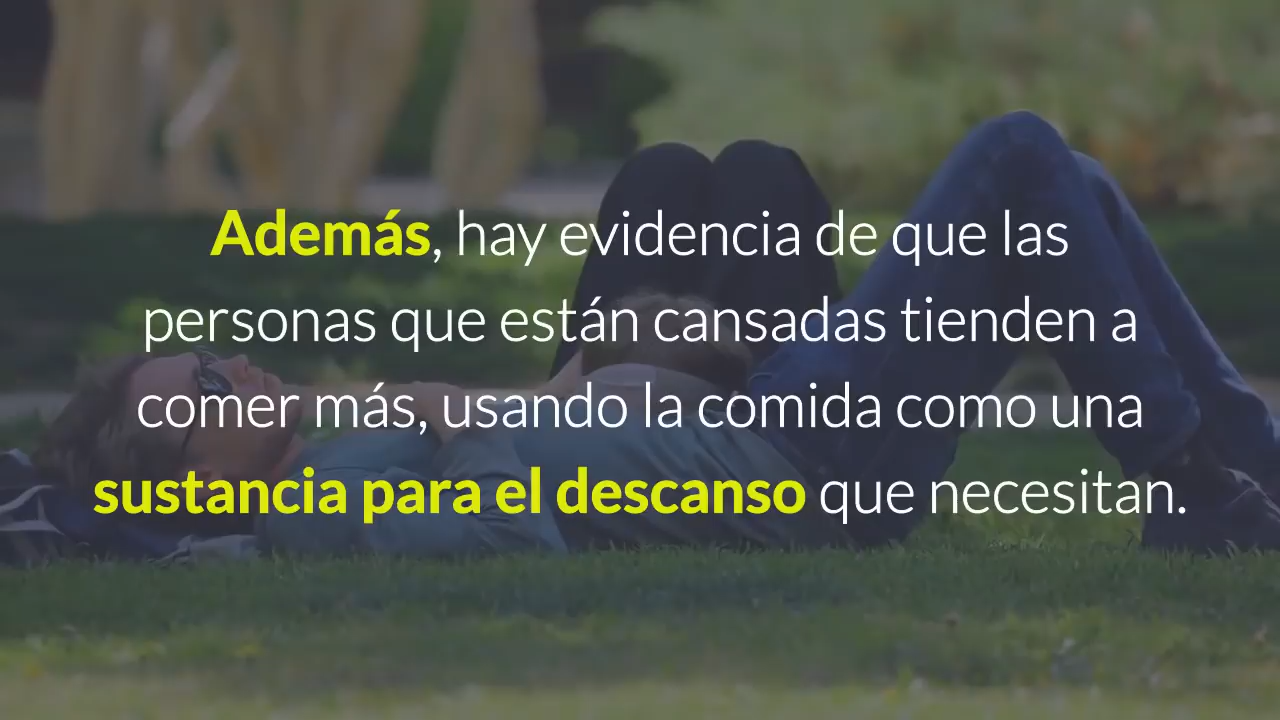 Además, hay evidencia de que las
personas que están cansadas tienden a
comer más, usando la comida como una
sustancia para el descanso que necesitan.